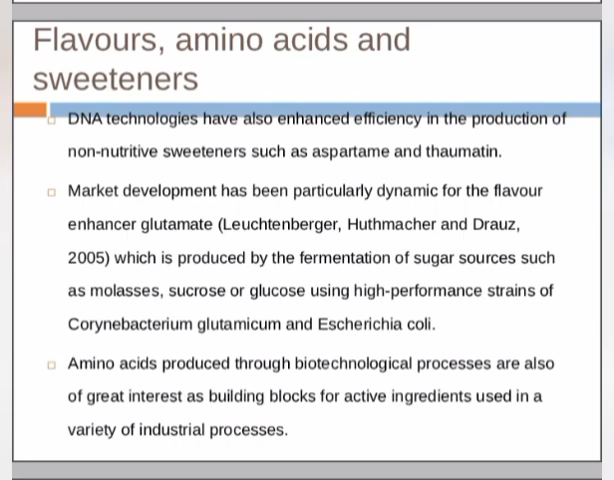 Flavours, amino acids and
sweeteners
DNA technologies have also enhanced efficiency in the production of
non-nutritive sweeteners such as aspartame and thaumatin.
Market development has been particularly dynamic for the flavour
enhancer glutamate (Leuchtenberger, Huthmacher and Drauz,
2005) which is produced by the fermentation of sugar sources such
as molasses, sucrose or glucose using high-performance strains of
Corynebacterium glutamicum and Escherichia coli.
Amino acids produced through biotechnological processes are also
of great interest as building blocks for active ingredients used in a
variety of industrial processes.